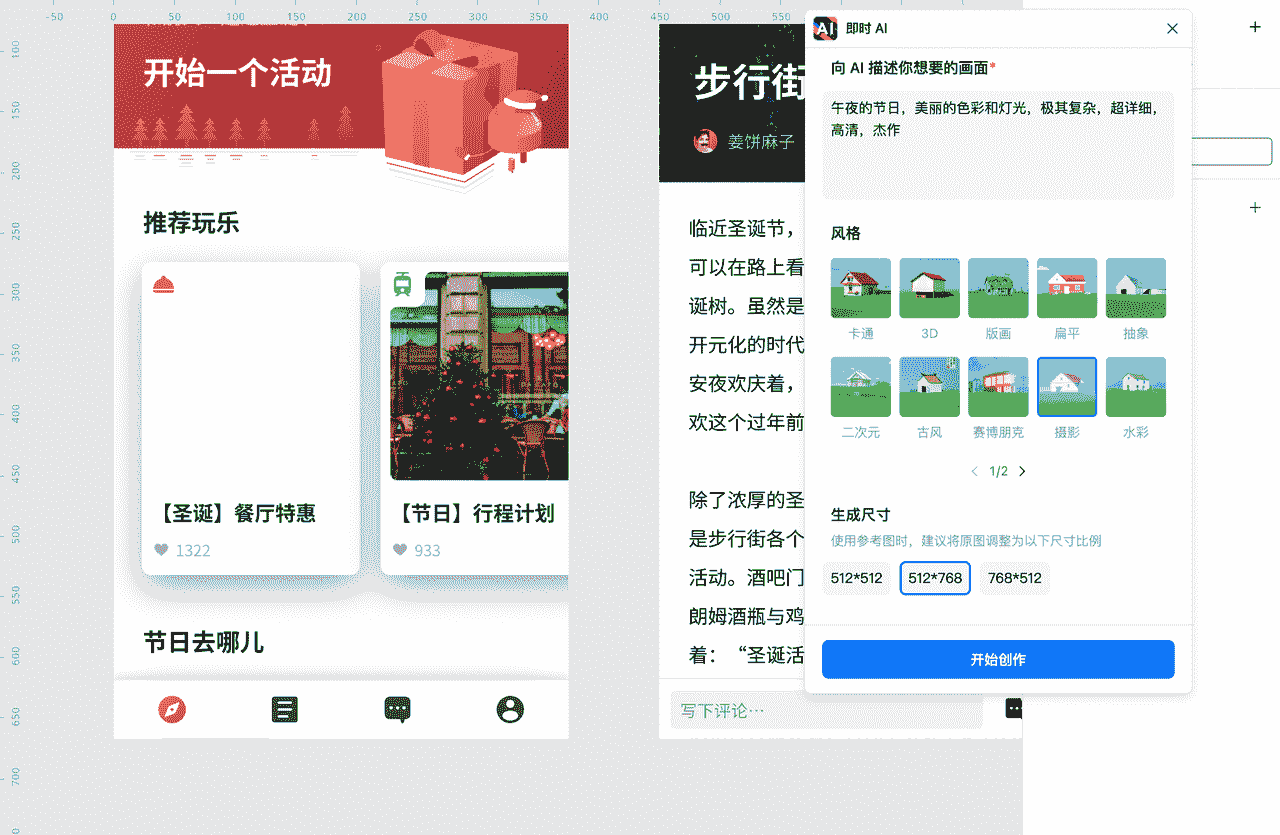 -50 0 50 100 150 200 250 300 350 400 450 500 550
100
150
200
250
300
350
400
450
500
550
600
650
700
开始一个活动
推荐玩乐
【圣诞】餐厅特惠
1322
【节日】行程计划
933
节日去哪儿
步行街
姜饼麻子
临近圣诞节，
可以在路上看
诞树。虽然是
开元化的时代
安夜欢庆着，
欢这个过年前
除了浓厚的圣
是步行街各个
活动。酒吧门
朗姆酒瓶与鸡
着：“圣诞活
写下评论…
AI 即时 AI
向 AI 描述你想要的画面*
午夜的节日，美丽的色彩和灯光，极其复杂，超详细，
高清，杰作
风格
卡通 3D 版画 扁平 抽象
二次元 古风 赛博朋克 摄影 水彩
1/2
生成尺寸
使用参考图时，建议将原图调整为以下尺寸比例
512*512 512*768 768*512
开始创作